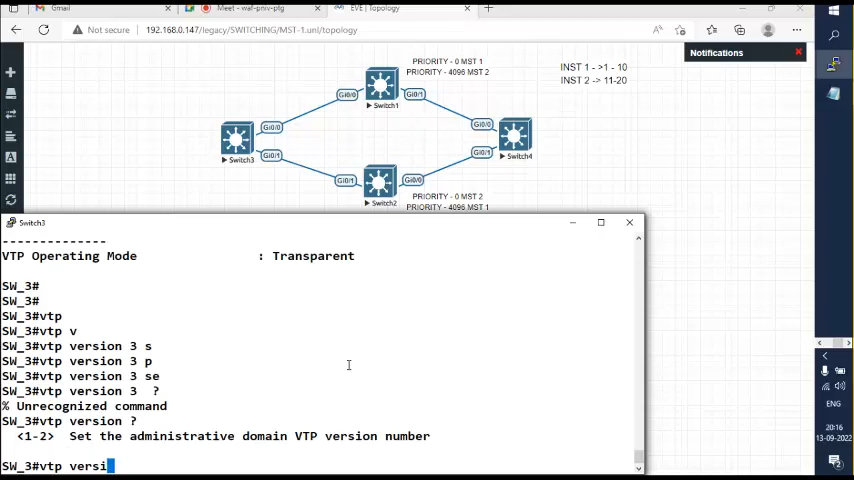 Gmail
Meet - waf-pniv-ptg
EVE | Topology
Not secure
192.168.0.147/legacy/SWITCHING/MST-1.unl/topology
Notifications
PRIORITY - 0 MST 1
PRIORITY - 4096 MST 2
INST 1 - >1 - 10
INST 2 -> 11-20
Gi0/0
Switch1
Gi0/1
Gi0/0
Switch3
Gi0/0
Switch4
Gi0/1
Gi0/1
Gi0/1
Gi0/0
Switch2
PRIORITY - 0 MST 2
PRIORITY - 4096 MST 1
Switch3
--------------
VTP Operating Mode : Transparent
SW_3#
SW_3#
SW_3#vtp
SW_3#vtp v
SW_3#vtp version 3 s
SW_3#vtp version 3 p
SW_3#vtp version 3 se
SW_3#vtp version 3  ?
% Unrecognized command
SW_3#vtp version ?
<1-2>  Set the administrative domain VTP version number
SW_3#vtp versi
ENG
20:16
13-09-2022
2